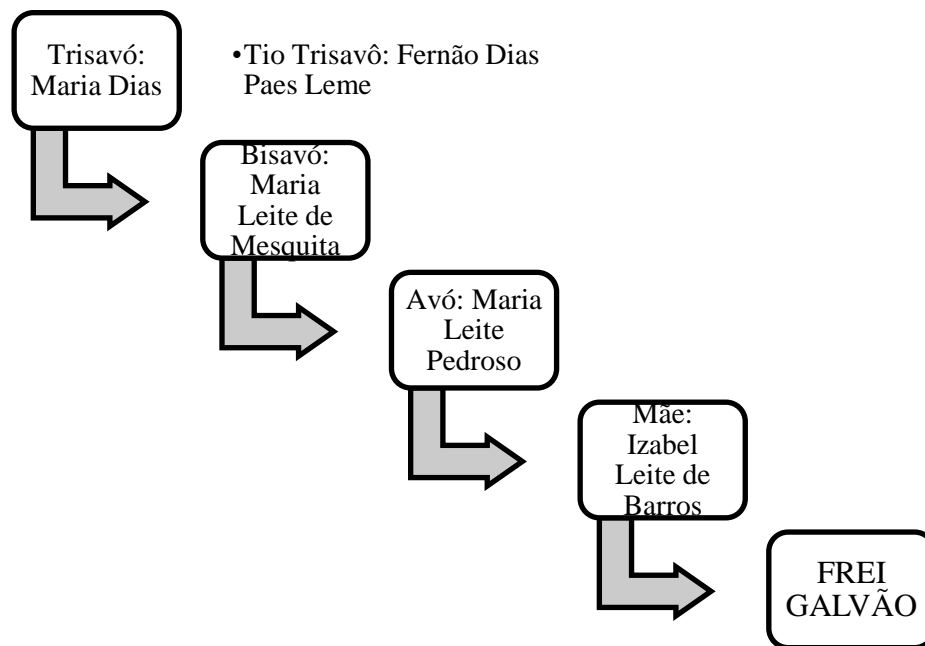 Trisavó:
Maria Dias
•Tio Trisavô: Fernão Dias
Paes Leme
Bisavó:
Maria
Leite de
Mesquita
Avó: Maria
Leite
Pedroso
Mãe:
Izabel
Leite de
Barros
FREI
GALVÃO